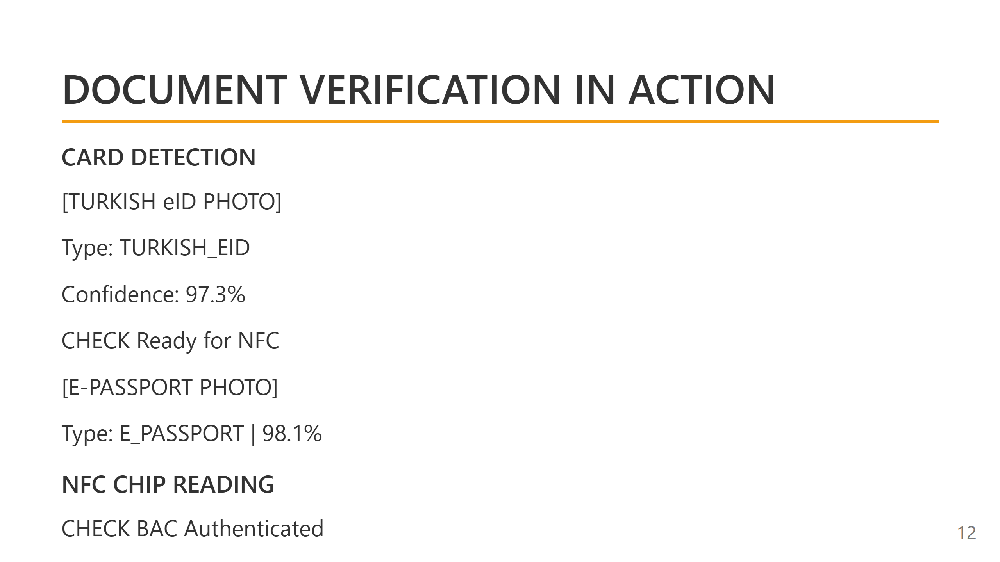 DOCUMENT VERIFICATION IN ACTION
CARD DETECTION
[TURKISH eID PHOTO]
Type: TURKISH_EID
Confidence: 97.3%
CHECK Ready for NFC
[E-PASSPORT PHOTO]
Type: E_PASSPORT | 98.1%
NFC CHIP READING
CHECK BAC Authenticated
12